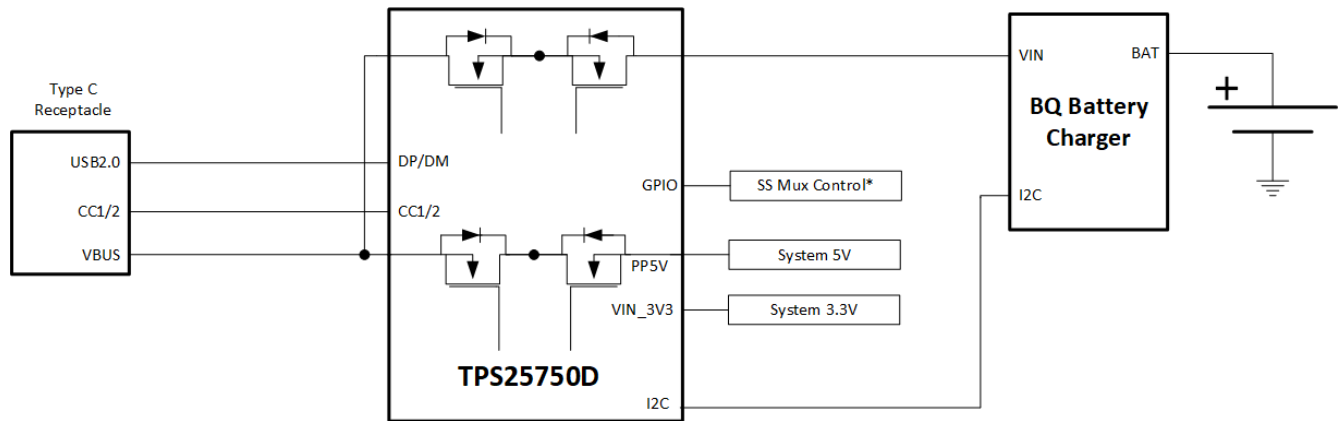 Type C
Receptacle
USB2.0
CC1/2
VBUS
DP/DM
CC1/2
GPIO
PP5V
VIN_3V3
TPS25750D
I2C
SS Mux Control*
System 5V
System 3.3V
VIN
BAT
BQ Battery
Charger
I2C
+